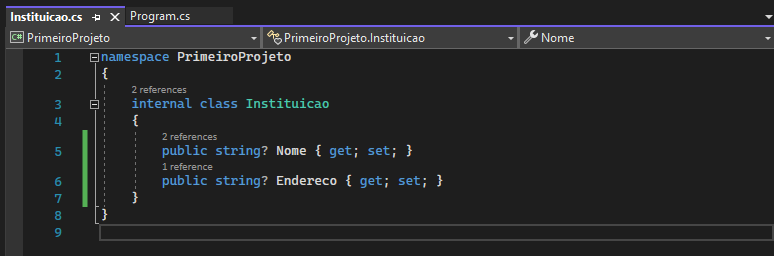 Instituicao.cs Program.cs
PrimeiroProjeto PrimeiroProjeto.Instituicao Nome
1 namespace PrimeiroProjeto
2 {
2 references
3 internal class Instituicao
4 {
2 references
5 public string? Nome { get; set; }
1 reference
6 public string? Endereco { get; set; }
7 }
8 }
9